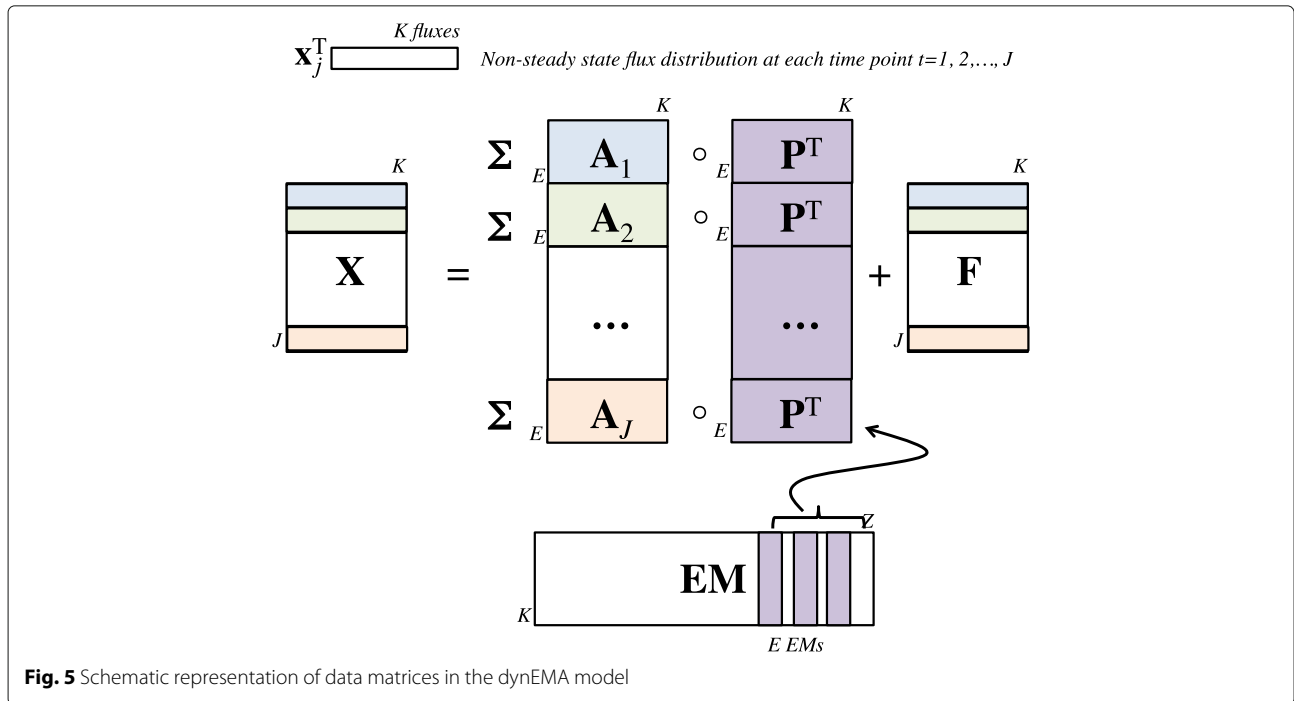 K fluxes
x_j^T Non-steady state flux distribution at each time point t=1, 2,..., J
K K
Σ E A_1 ∘ E P^T
K K
Σ E A_2 ∘ E P^T
X = ... ... + F
J J
Σ E A_J ∘ E P^T
Z
EM
K
E EMs
Fig. 5 Schematic representation of data matrices in the dynEMA model